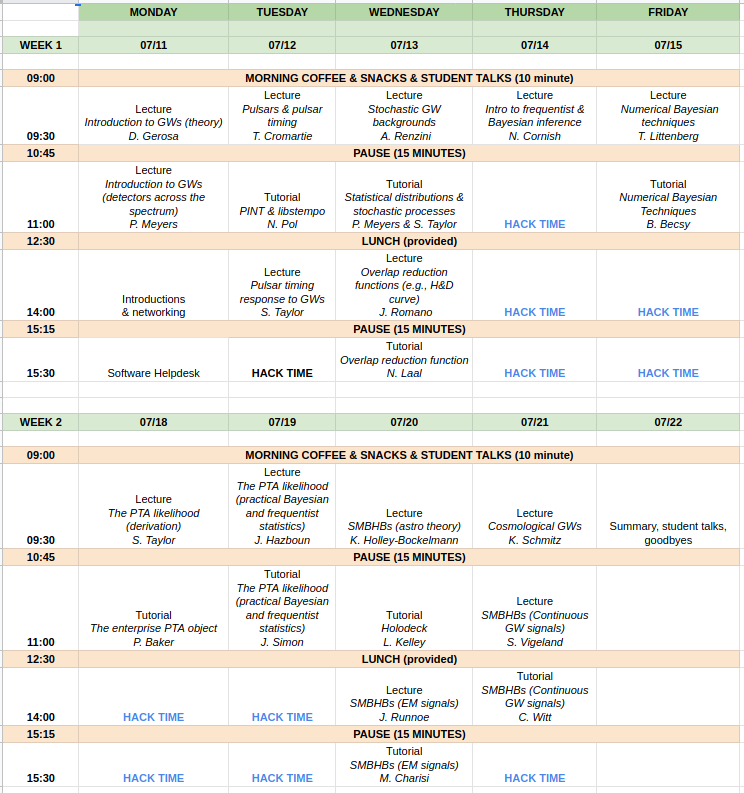 MONDAY TUESDAY WEDNESDAY THURSDAY FRIDAY
WEEK 1 07/11 07/12 07/13 07/14 07/15
09:00 MORNING COFFEE & SNACKS & STUDENT TALKS (10 minute)
09:30
Lecture
Introduction to GWs (theory)
D. Gerosa
Lecture
Pulsars & pulsar
timing
T. Cromartie
Lecture
Stochastic GW
backgrounds
A. Renzini
Lecture
Intro to frequentist &
Bayesian inference
N. Cornish
Lecture
Numerical Bayesian
techniques
T. Littenberg
10:45 PAUSE (15 MINUTES)
11:00
Lecture
Introduction to GWs
(detectors across the
spectrum)
P. Meyers
Tutorial
PINT & libstempo
N. Pol
Tutorial
Statistical distributions &
stochastic processes
P. Meyers & S. Taylor
HACK TIME
Tutorial
Numerical Bayesian
Techniques
B. Becsy
12:30 LUNCH (provided)
14:00
Introductions
& networking
Lecture
Pulsar timing
response to GWs
S. Taylor
Lecture
Overlap reduction
functions (e.g., H&D
curve)
J. Romano
HACK TIME
HACK TIME
15:15 PAUSE (15 MINUTES)
15:30
Software Helpdesk
HACK TIME
Tutorial
Overlap reduction function
N. Laal
HACK TIME
HACK TIME
WEEK 2 07/18 07/19 07/20 07/21 07/22
09:00 MORNING COFFEE & SNACKS & STUDENT TALKS (10 minute)
09:30
Lecture
The PTA likelihood
(derivation)
S. Taylor
Lecture
The PTA likelihood
(practical Bayesian
and frequentist
statistics)
J. Hazboun
Lecture
SMBHBs (astro theory)
K. Holley-Bockelmann
Lecture
Cosmological GWs
K. Schmitz
Summary, student talks,
goodbyes
10:45 PAUSE (15 MINUTES)
11:00
Tutorial
The enterprise PTA object
P. Baker
Tutorial
The PTA likelihood
(practical Bayesian
and frequentist
statistics)
J. Simon
Tutorial
Holodeck
L. Kelley
Lecture
SMBHBs (Continuous
GW signals)
S. Vigeland
12:30 LUNCH (provided)
14:00
HACK TIME
HACK TIME
Lecture
SMBHBs (EM signals)
J. Runnoe
Tutorial
SMBHBs (Continuous
GW signals)
C. Witt
15:15 PAUSE (15 MINUTES)
15:30
HACK TIME
HACK TIME
Tutorial
SMBHBs (EM signals)
M. Charisi
HACK TIME